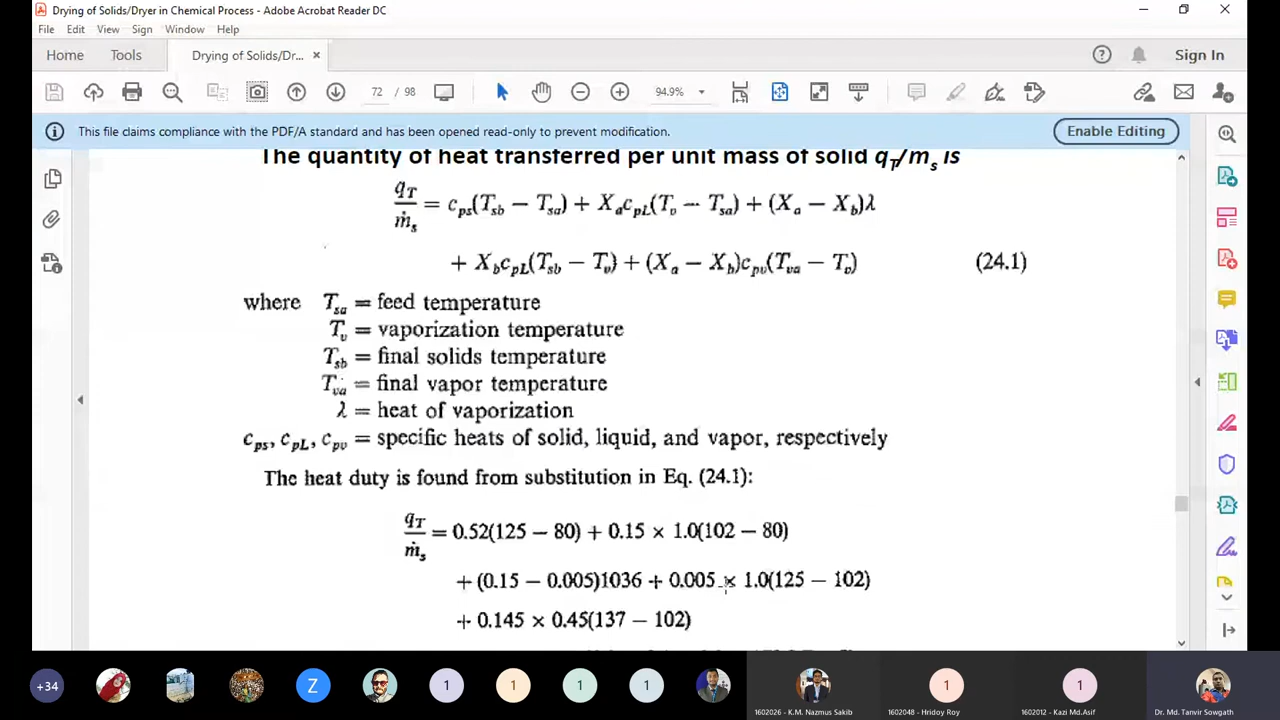 Drying of Solids/Dryer in Chemical Process - Adobe Acrobat Reader DC
File Edit View Sign Window Help
Home Tools Drying of Solids/Dr... × Sign In
72 / 98 94.9%
This file claims compliance with the PDF/A standard and has been opened read-only to prevent modification. Enable Editing
The quantity of heat transferred per unit mass of solid q_T/m_s is
q_T/ṁ_s = c_ps(T_sb − T_sa) + X_a c_pL(T_v − T_sa) + (X_a − X_b)λ
+ X_b c_pL(T_sb − T_v) + (X_a − X_b)c_pv(T_va − T_v) (24.1)
where T_sa = feed temperature
T_v = vaporization temperature
T_sb = final solids temperature
T_va = final vapor temperature
λ = heat of vaporization
c_ps, c_pL, c_pv = specific heats of solid, liquid, and vapor, respectively
The heat duty is found from substitution in Eq. (24.1):
q_T/ṁ_s = 0.52(125 − 80) + 0.15 × 1.0(102 − 80)
+ (0.15 − 0.005)1036 + 0.005 × 1.0(125 − 102)
+ 0.145 × 0.45(137 − 102)
+34 Z 1 1 1 1 1 1
1602026 - K.M. Nazmus Sakib 1602048 - Hridoy Roy 1602012 - Kazi Md.Asif Dr. Md. Tanvir Sowgath